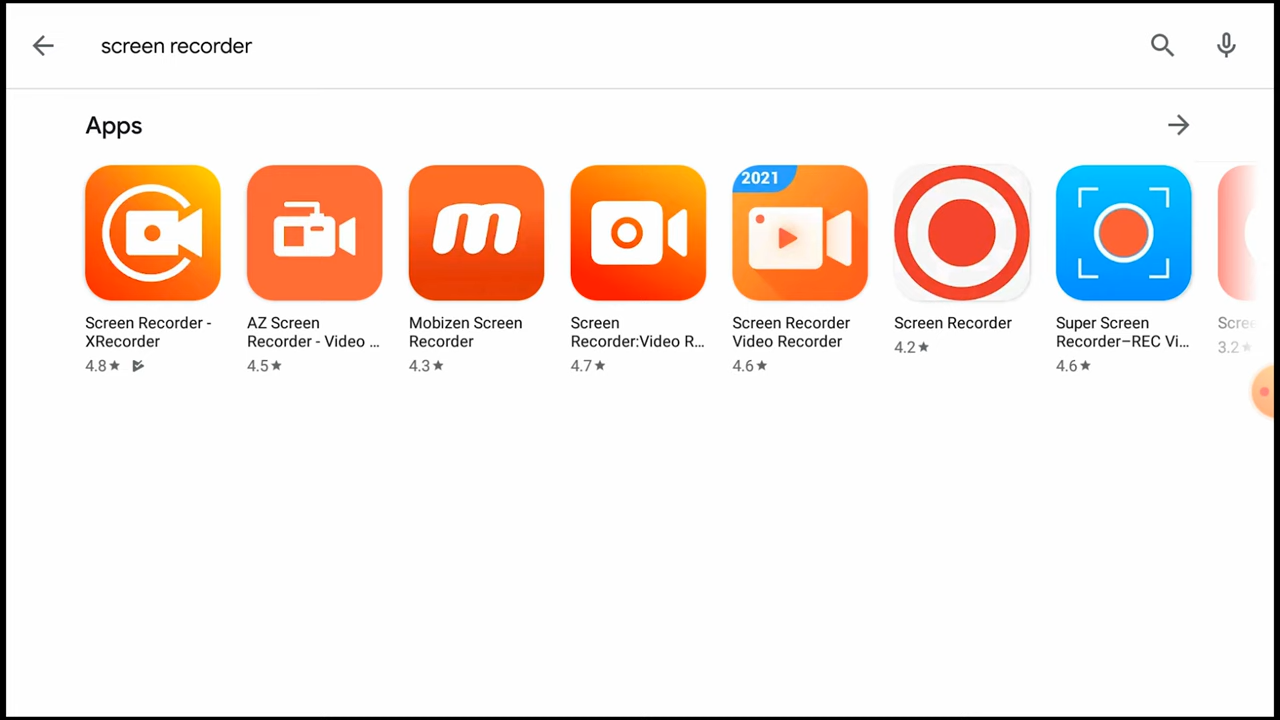 screen recorder
Apps
2021
m
Screen Recorder -
XRecorder
4.8★
AZ Screen
Recorder - Video ...
4.5★
Mobizen Screen
Recorder
4.3★
Screen
Recorder:Video R...
4.7★
Screen Recorder
Video Recorder
4.6★
Screen Recorder
4.2★
Super Screen
Recorder–REC Vi...
4.6★
Scree
3.2★